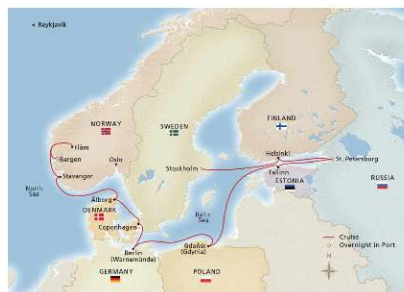 Reykjavik
NORWAY
SWEDEN
FINLAND
Flåm
Bergen
Oslo
Helsinki
St. Petersburg
Stockholm
Tallinn
ESTONIA
RUSSIA
Stavanger
North
Sea
Ålborg
DENMARK
Baltic
Sea
Copenhagen
Berlin
(Warnemünde)
Gdańsk
(Gdynia)
GERMANY
POLAND
Cruise
Overnight in Port